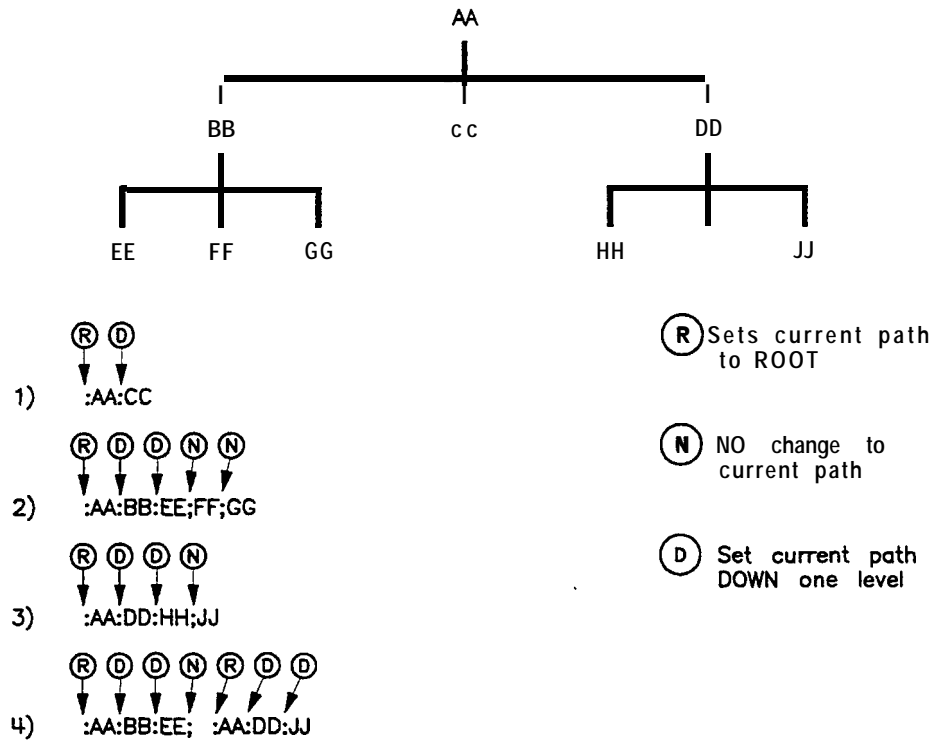 AA
BB cc DD
EE FF GG HH JJ
R D
1) :AA:CC
R D D N N
2) :AA:BB:EE;FF;GG
R D D N
3) :AA:DD:HH;JJ
R D D N R D D
4) :AA:BB:EE; :AA:DD:JJ
R Sets current path
to ROOT
N NO change to
current path
D Set current path
DOWN one level